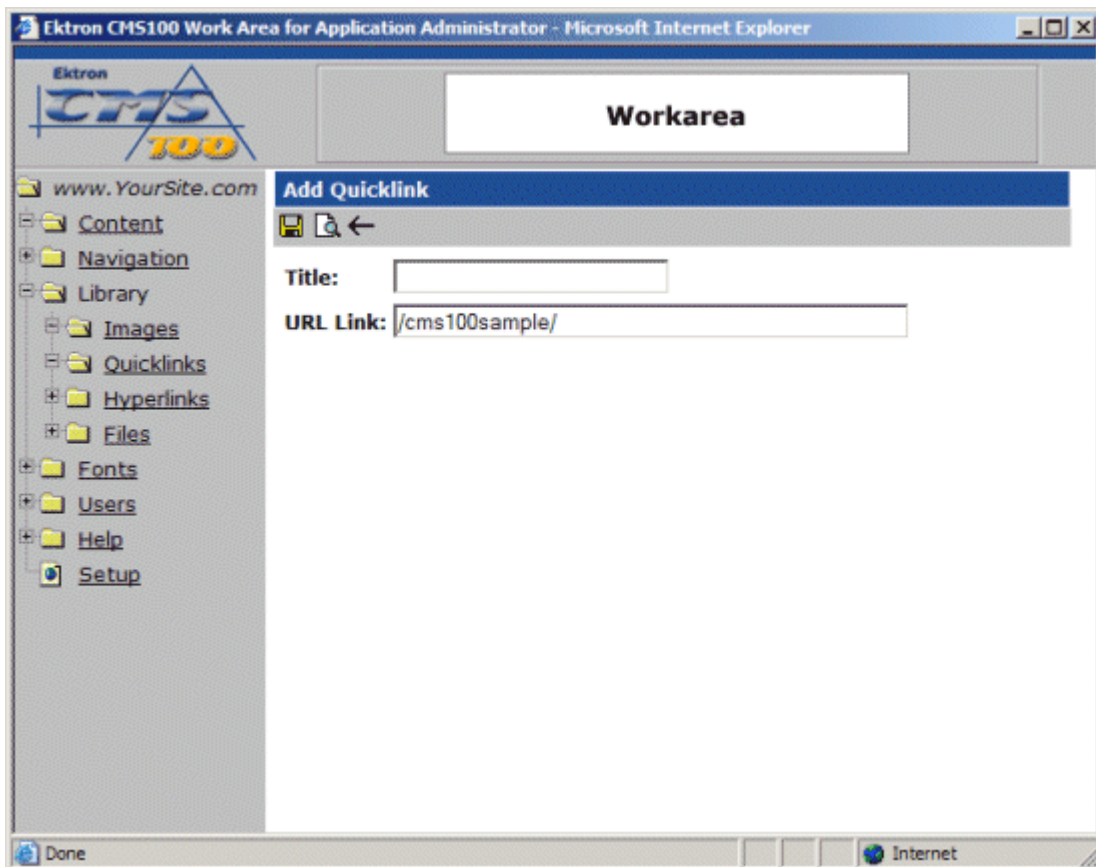 Ektron CMS100 Work Area for Application Administrator - Microsoft Internet Explorer
Ektron
CMS
100
Workarea
www.YourSite.com
Content
Navigation
Library
Images
Quicklinks
Hyperlinks
Files
Fonts
Users
Help
Setup
Add Quicklink
Title:
URL Link: /cms100sample/
Done
Internet